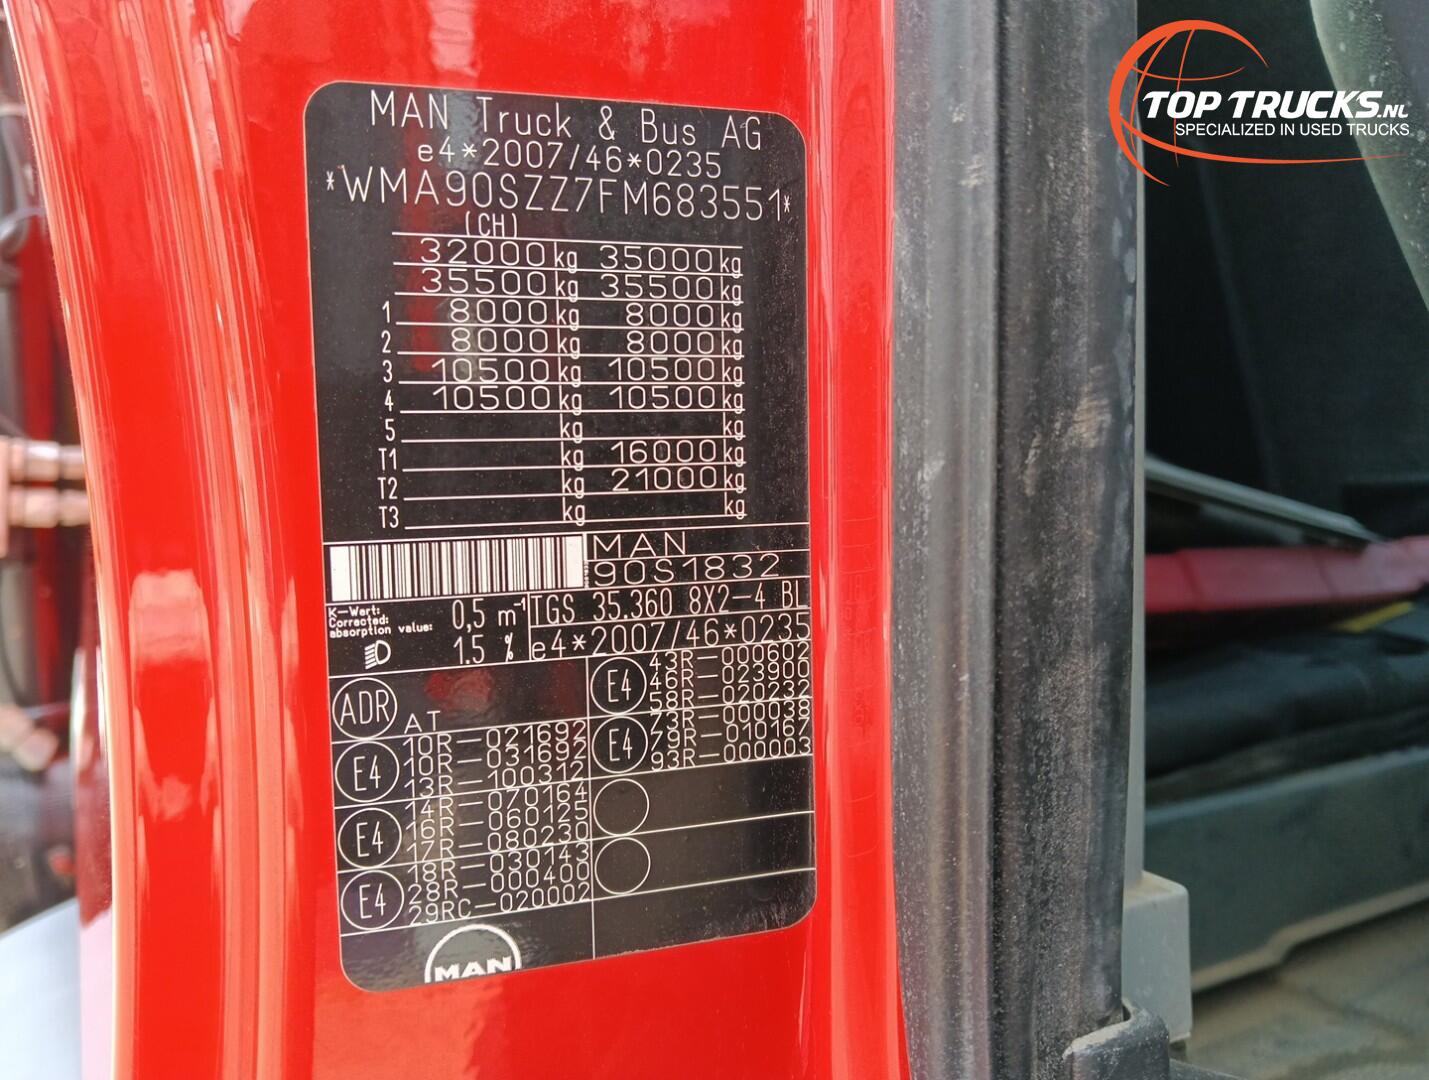 TOP TRUCKS.NL
SPECIALIZED IN USED TRUCKS
MAN Truck & Bus AG
e4*2007/46*0235
*WMA90SZZ7FM683551*
(CH)
32000 kg 35000 kg
35500 kg 35500 kg
1 8000 kg 8000 kg
2 8000 kg 8000 kg
3 10500 kg 10500 kg
4 10500 kg 10500 kg
5 kg kg
T1 kg 16000 kg
T2 kg 21000 kg
T3 kg kg
MAN
90S1832
K-Wert:
Corrected:
absorption value: 0,5 m-1
1.5 %
TGS 35.360 8X2-4 BL
e4*2007/46*0235
ADR AT
E4
10R-021692
10R-031692
13R-100312
E4
14R-070164
16R-060125
17R-080230
E4
18R-030143
28R-000400
29RC-020002
E4
43R-000602
46R-023900
58R-020232
E4
73R-000038
79R-010167
93R-000003
MAN